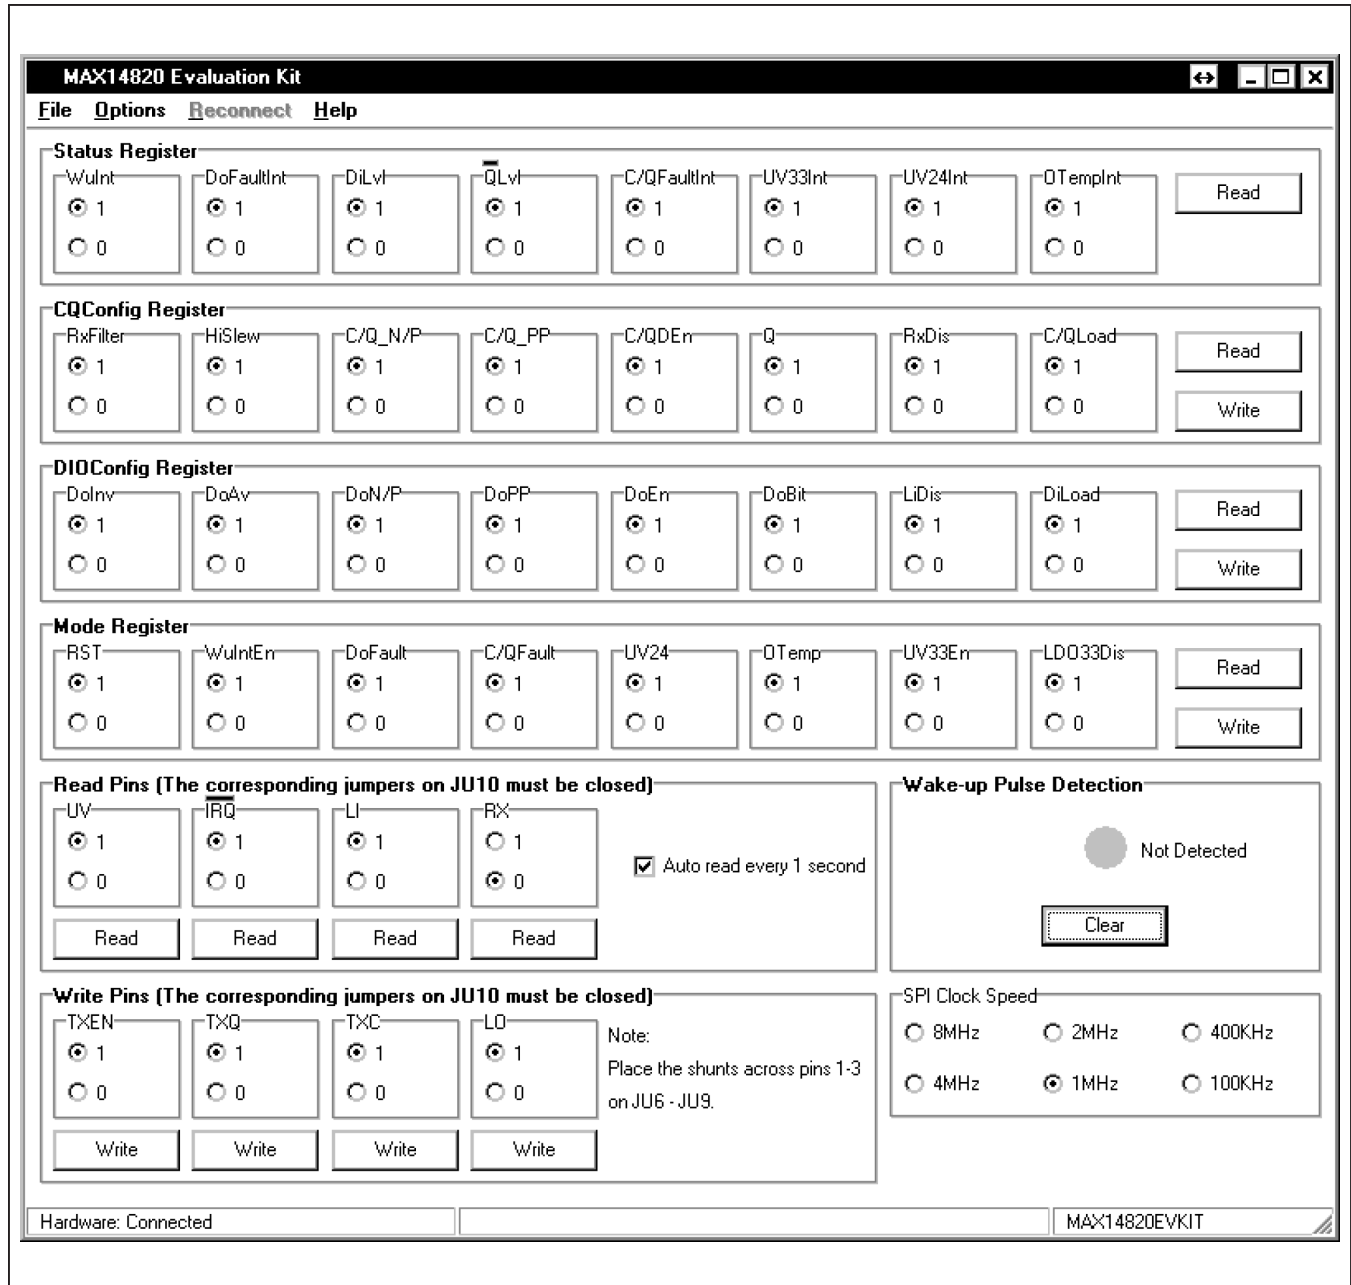 MAX14820 Evaluation Kit
File Options Reconnect Help
Status Register
WuInt DoFaultInt DiLvl QLvl C/QFaultInt UV33Int UV24Int OTempInt
1 1 1 1 1 1 1 1 Read
0 0 0 0 0 0 0 0
CQConfig Register
RxFilter HiSlew C/Q_N/P C/Q_PP C/QDEn Q RxDis C/QLoad
1 1 1 1 1 1 1 1 Read
0 0 0 0 0 0 0 0 Write
DIOConfig Register
DoInv DoAv DoN/P DoPP DoEn DoBit LiDis DiLoad
1 1 1 1 1 1 1 1 Read
0 0 0 0 0 0 0 0 Write
Mode Register
RST WuIntEn DoFault C/QFault UV24 OTemp UV33En LDO33Dis
1 1 1 1 1 1 1 1 Read
0 0 0 0 0 0 0 0 Write
Read Pins (The corresponding jumpers on JU10 must be closed)
UV IRQ LI RX
1 1 1 1
0 0 0 0
Auto read every 1 second
Read Read Read Read
Wake-up Pulse Detection
Not Detected
Clear
Write Pins (The corresponding jumpers on JU10 must be closed)
TXEN TXQ TXC LO
1 1 1 1
0 0 0 0
Write Write Write Write
Note:
Place the shunts across pins 1-3
on JU6 - JU9.
SPI Clock Speed
8MHz 2MHz 400KHz
4MHz 1MHz 100KHz
Hardware: Connected MAX14820EVKIT